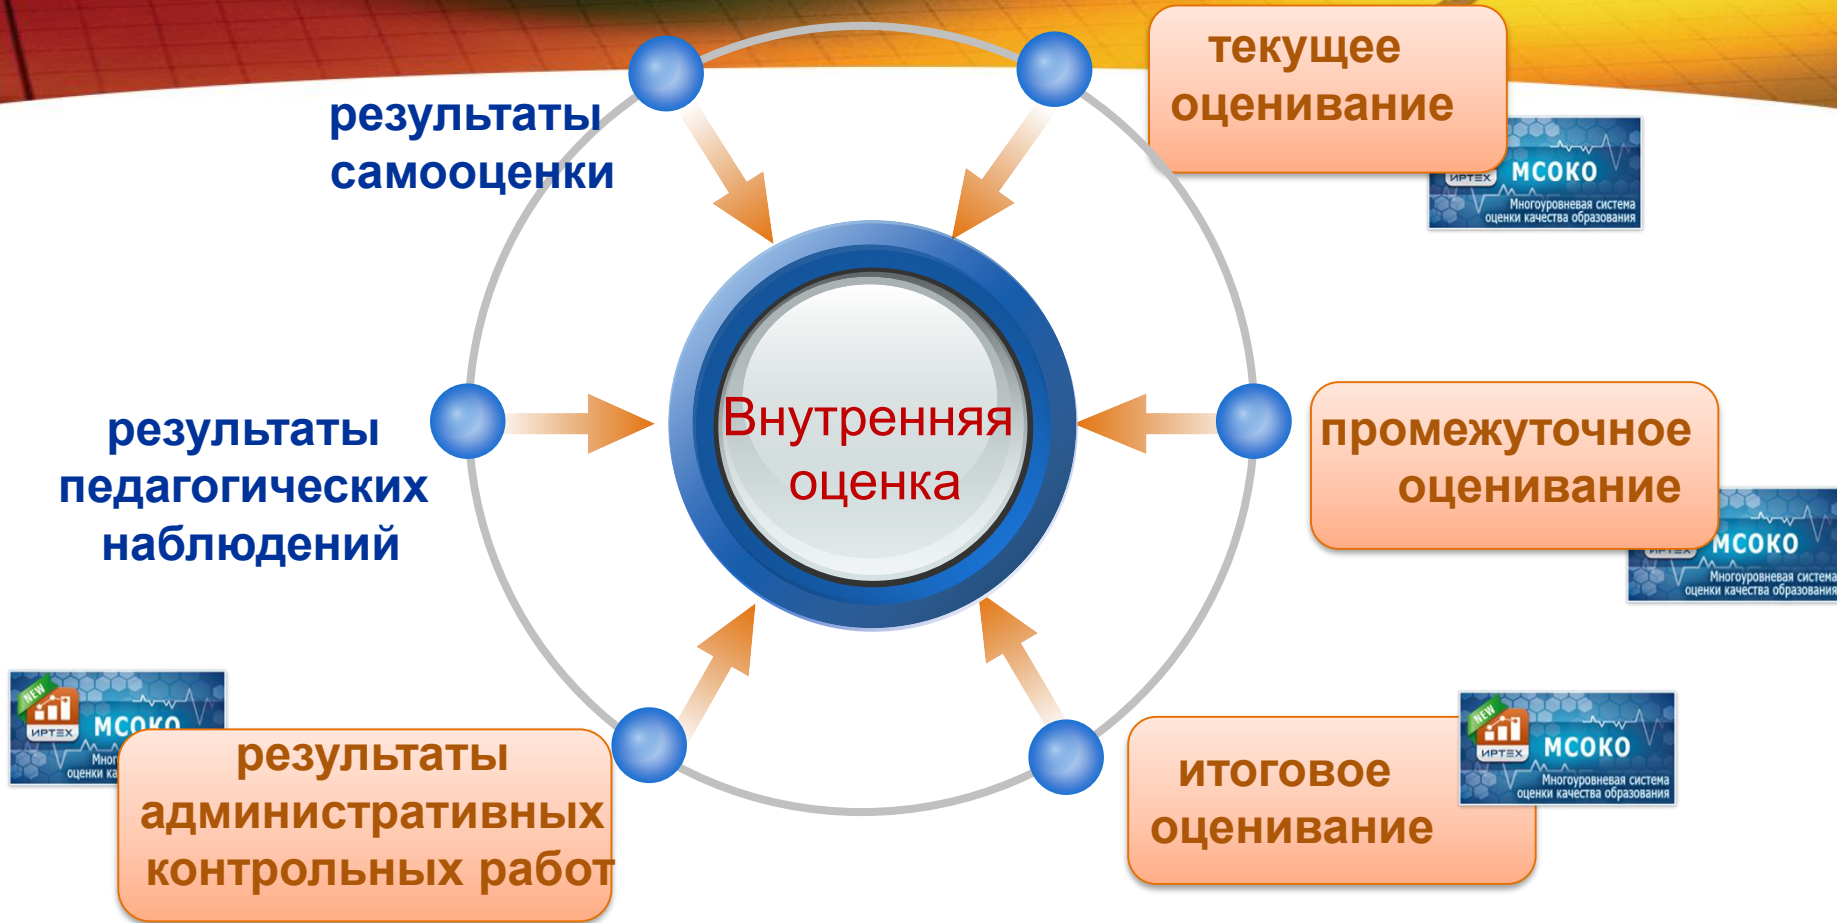 результаты
самооценки
текущее
оценивание
ИРТЕХ
МСОКО
Многоуровневая система
оценки качества образования
результаты
педагогических
наблюдений
Внутренняя
оценка
промежуточное
оценивание
МСОКО
Многоуровневая система
оценки качества образования
NEW
ИРТЕХ
МСОКО
оценки
результаты
административных
контрольных работ
итоговое
оценивание
NEW
ИРТЕХ
МСОКО
Многоуровневая система
оценки качества образования